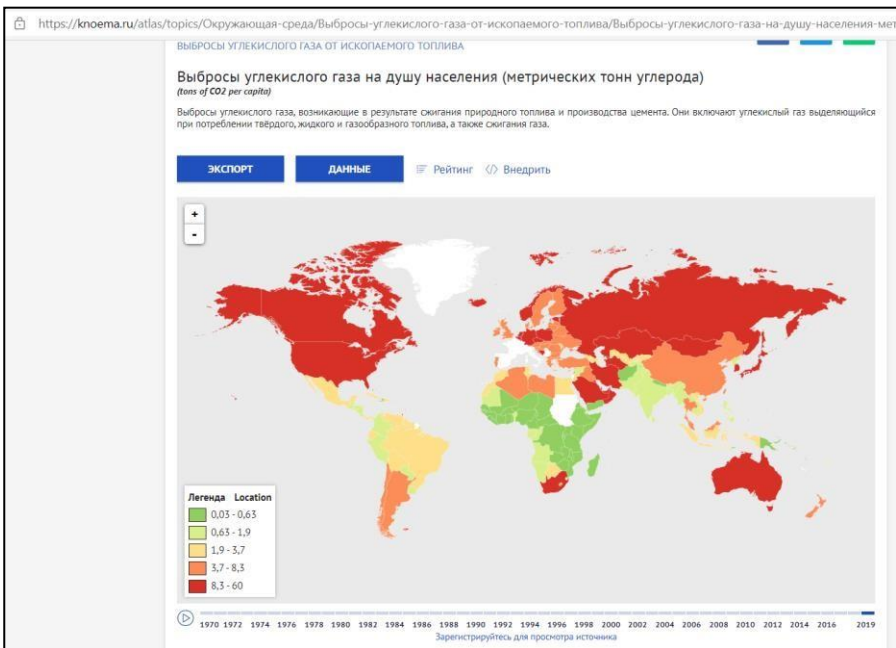 https://knoema.ru/atlas/topics/Окружающая-среда/Выбросы-углекислого-газа-от-ископаемого-топлива/Выбросы-углекислого-газа-на-душу-населения-мет
ВЫБРОСЫ УГЛЕКИСЛОГО ГАЗА ОТ ИСКОПАЕМОГО ТОПЛИВА
Выбросы углекислого газа на душу населения (метрических тонн углерода)
(tons of CO2 per capita)
Выбросы углекислого газа, возникающие в результате сжигания природного топлива и производства цемента. Они включают углекислый газ выделяющийся
при потреблении твёрдого, жидкого и газообразного топлива, а также сжигания газа.
ЭКСПОРТ ДАННЫЕ Рейтинг </> Внедрить
+
-
Легенда Location
0,03 - 0,63
0,63 - 1,9
1,9 - 3,7
3,7 - 8,3
8,3 - 60
1970 1972 1974 1976 1978 1980 1982 1984 1986 1988 1990 1992 1994 1996 1998 2000 2002 2004 2006 2008 2010 2012 2014 2016 2019
Зарегистрируйтесь для просмотра источника